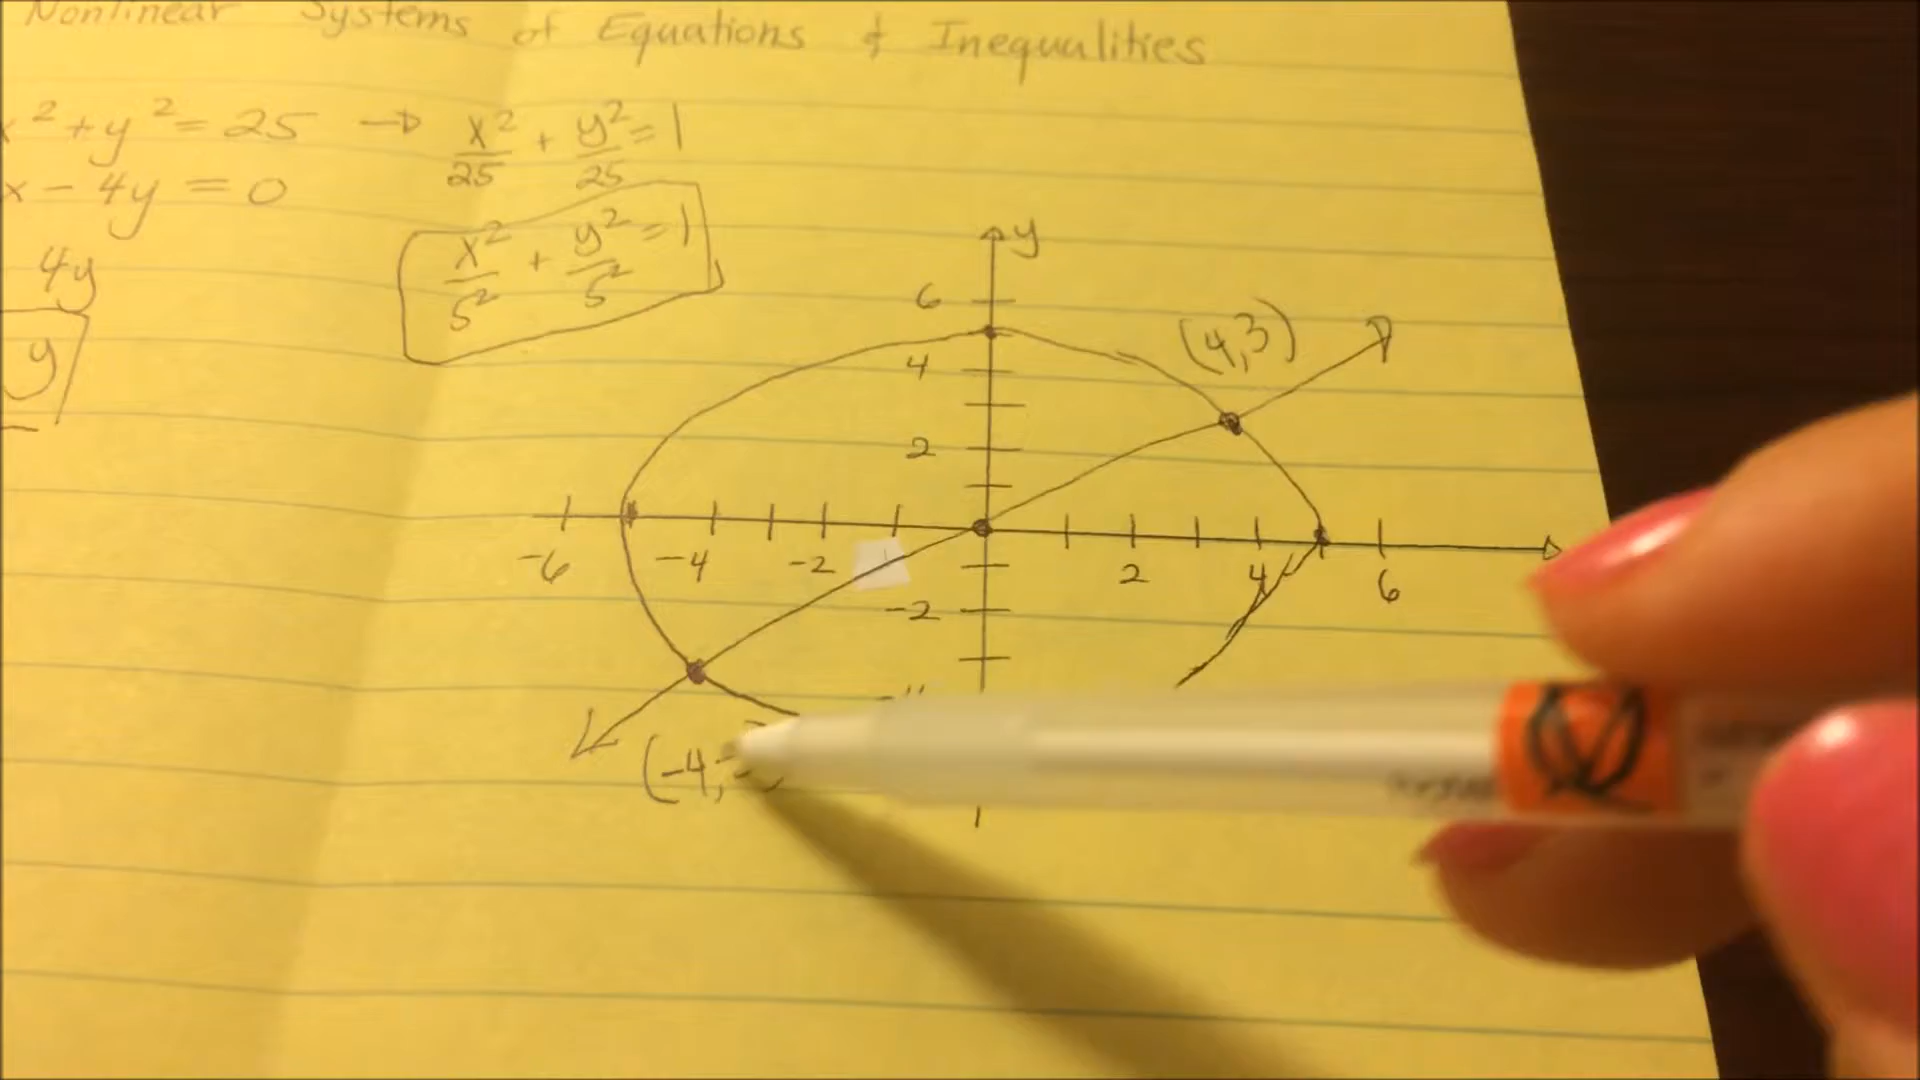 Nonlinear Systems of Equations & Inequalities
x² + y² = 25 → x²/25 + y²/25 = 1
x - 4y = 0
x²/5² + y²/5² = 1
4y
y
y
6
(4,3)
4
2
-6 -4 -2 2 4 6
-2
(-4,